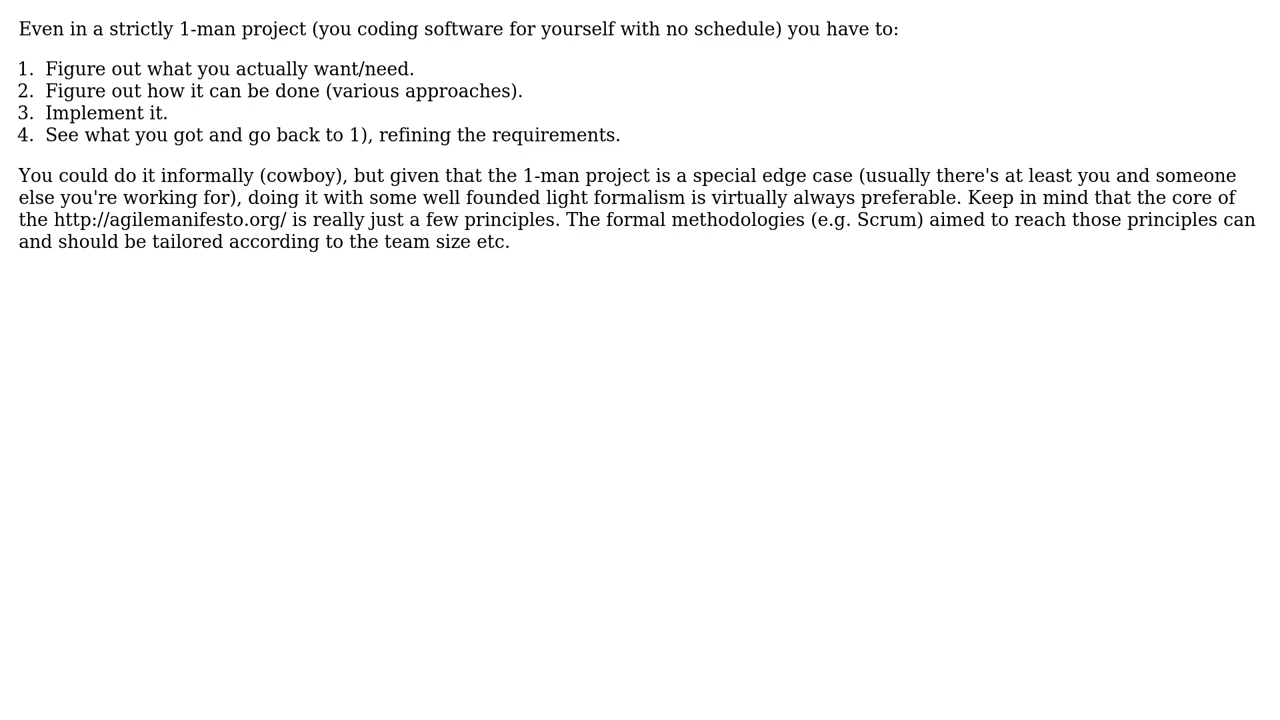 Even in a strictly 1-man project (you coding software for yourself with no schedule) you have to:
1. Figure out what you actually want/need.
2. Figure out how it can be done (various approaches).
3. Implement it.
4. See what you got and go back to 1), refining the requirements.
You could do it informally (cowboy), but given that the 1-man project is a special edge case (usually there's at least you and someone
else you're working for), doing it with some well founded light formalism is virtually always preferable. Keep in mind that the core of
the http://agilemanifesto.org/ is really just a few principles. The formal methodologies (e.g. Scrum) aimed to reach those principles can
and should be tailored according to the team size etc.